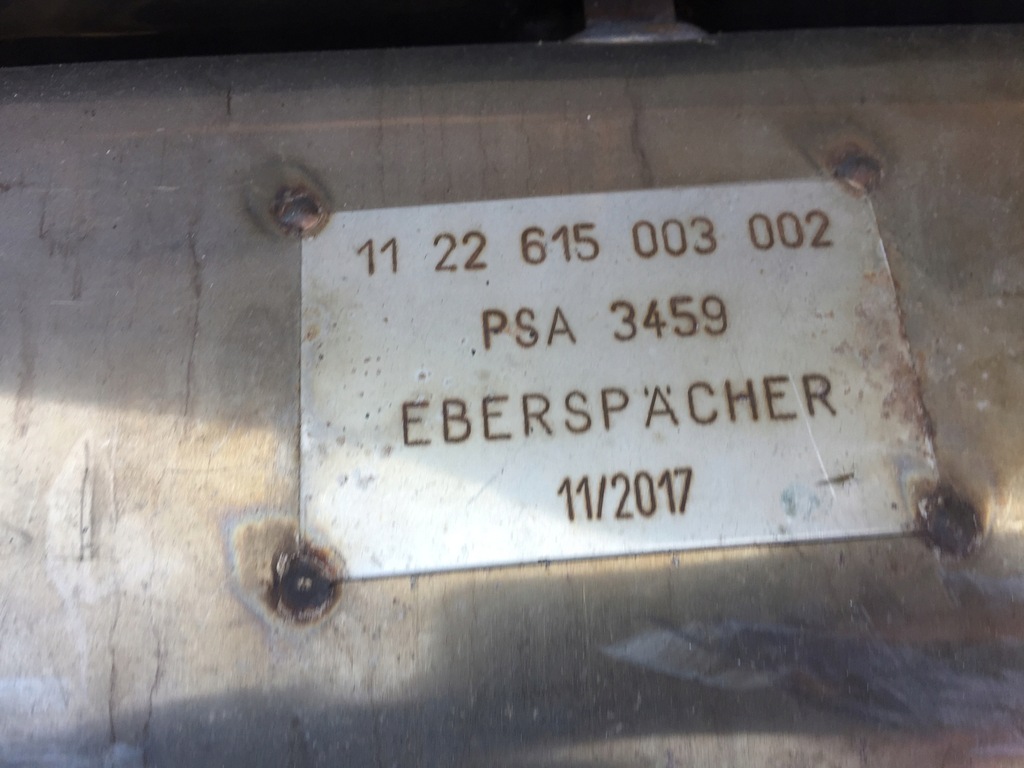 11 22 615 003 002
PSA 3459
EBERSPÄCHER
11/2017